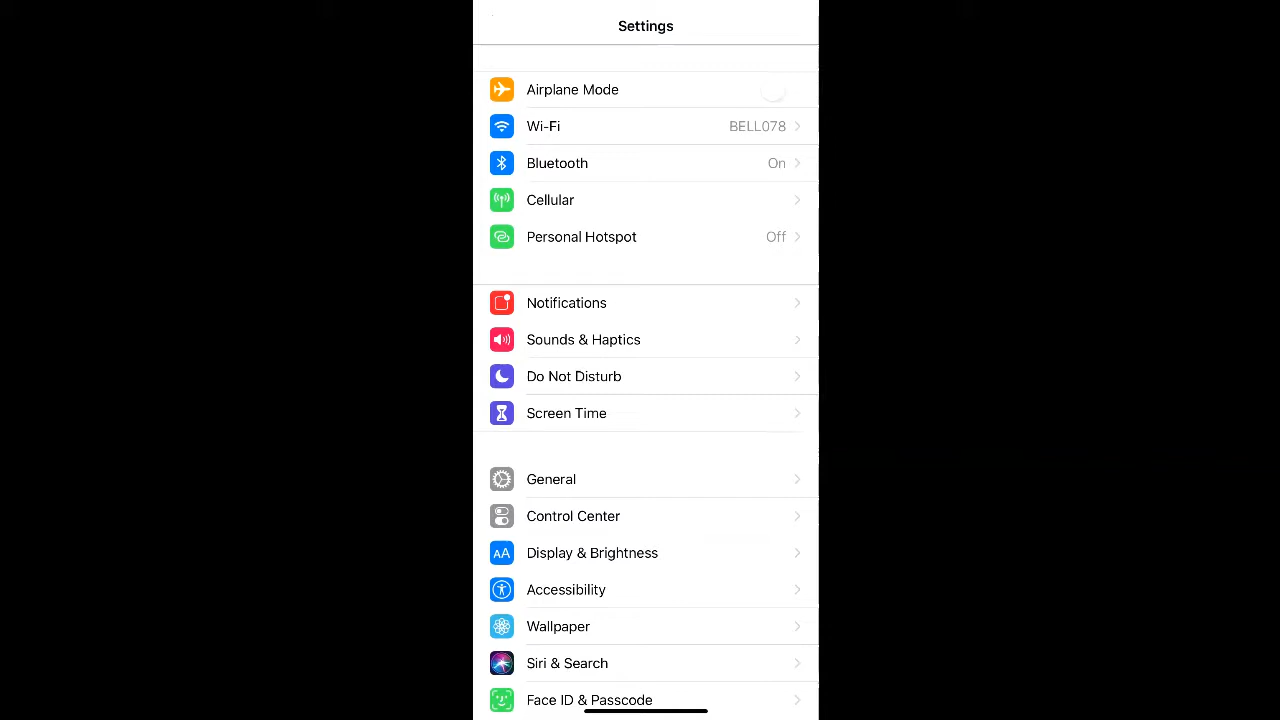 Settings
Airplane Mode
Wi-Fi BELL078
Bluetooth On
Cellular
Personal Hotspot Off
Notifications
Sounds & Haptics
Do Not Disturb
Screen Time
General
Control Center
AA Display & Brightness
Accessibility
Wallpaper
Siri & Search
Face ID & Passcode